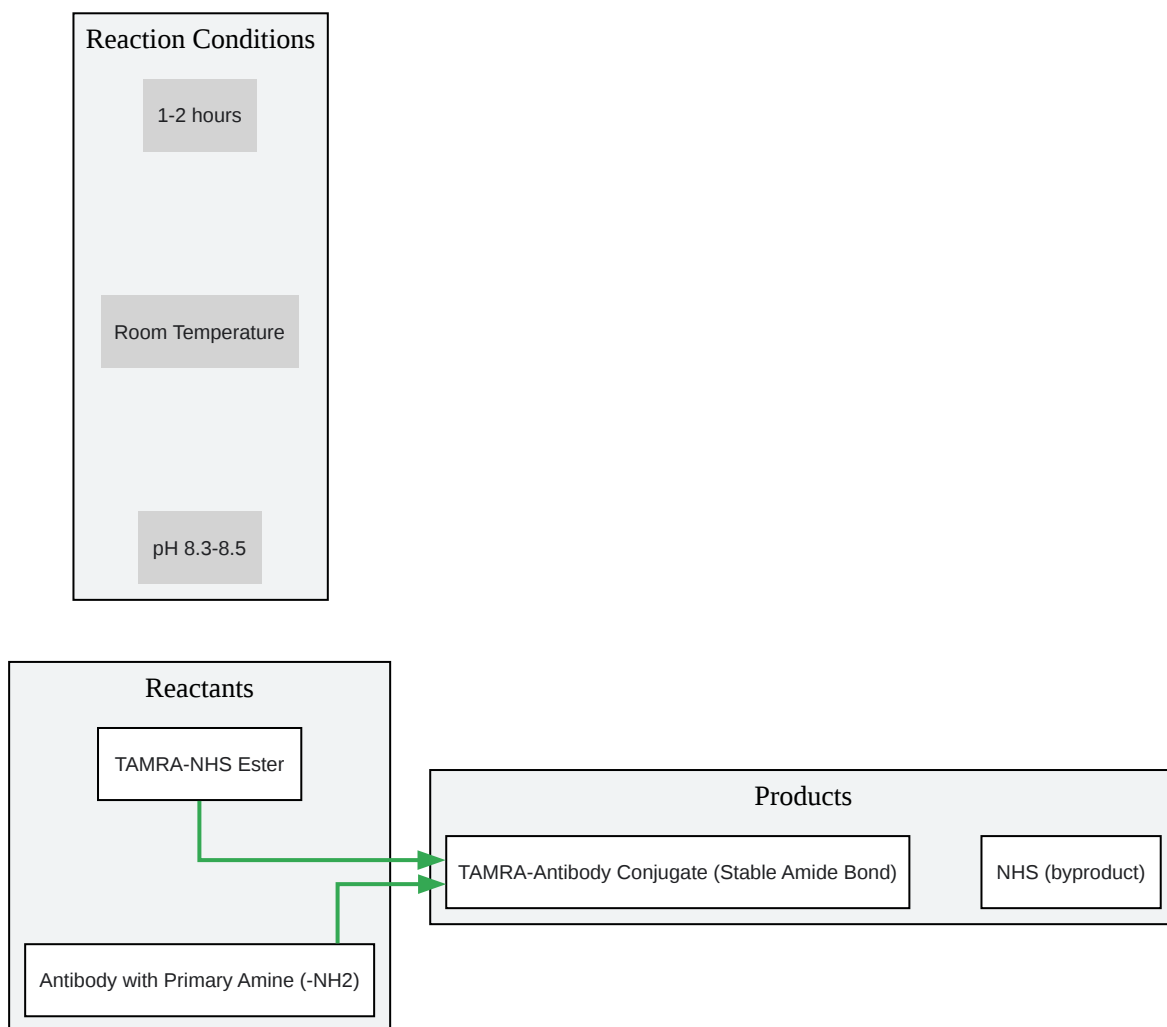 Reaction Conditions
1-2 hours
Room Temperature
pH 8.3-8.5
Reactants
TAMRA-NHS Ester
Products
TAMRA-Antibody Conjugate (Stable Amide Bond)
NHS (byproduct)
Antibody with Primary Amine (-NH2)